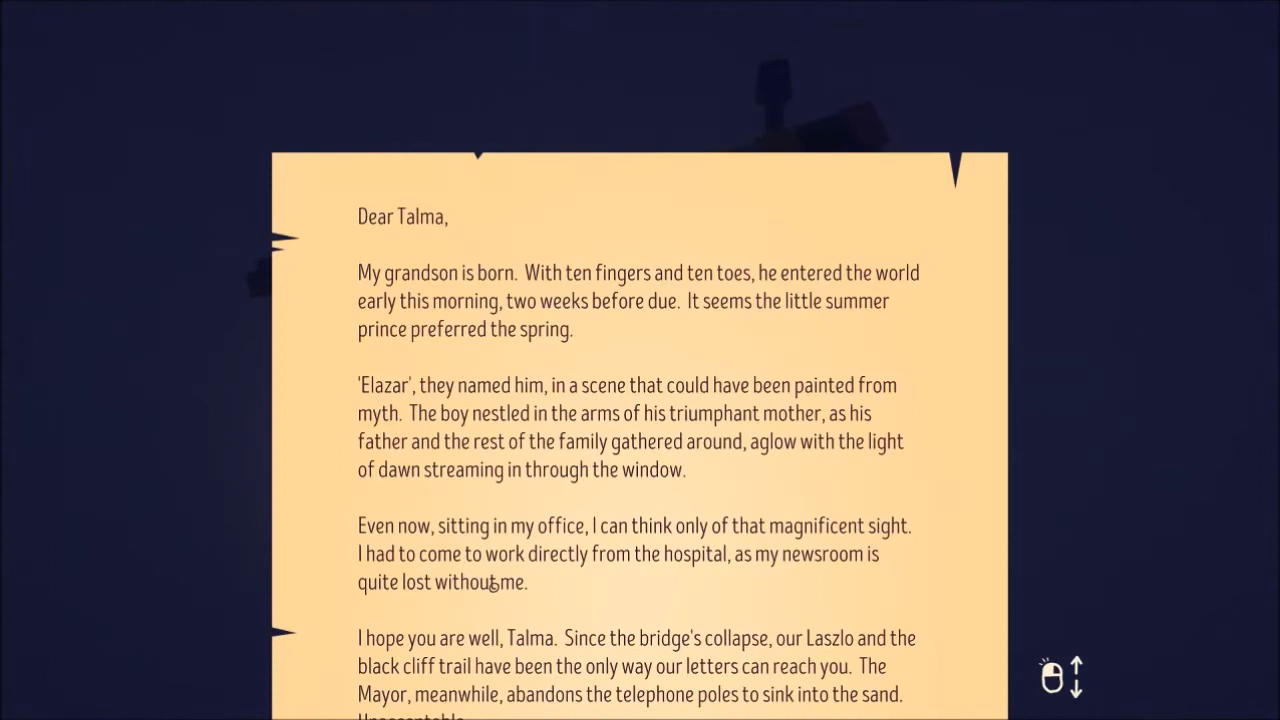 Dear Talma,
My grandson is born.  With ten fingers and ten toes, he entered the world
early this morning, two weeks before due.  It seems the little summer
prince preferred the spring.
'Elazar', they named him, in a scene that could have been painted from
myth.  The boy nestled in the arms of his triumphant mother, as his
father and the rest of the family gathered around, aglow with the light
of dawn streaming in through the window.
Even now, sitting in my office, I can think only of that magnificent sight.
I had to come to work directly from the hospital, as my newsroom is
quite lost without me.
I hope you are well, Talma.  Since the bridge's collapse, our Laszlo and the
black cliff trail have been the only way our letters can reach you.  The
Mayor, meanwhile, abandons the telephone poles to sink into the sand.